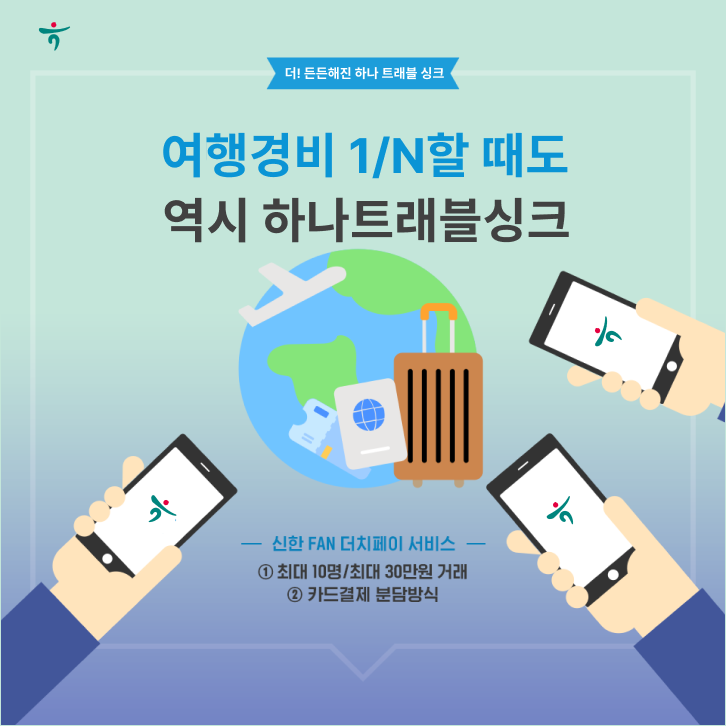 더! 든든해진 하나 트래블 싱크
여행경비 1/N할 때도
역시 하나트래블싱크
신한 FAN 더치페이 서비스
① 최대 10명/최대 30만원 거래
② 카드결제 분담방식